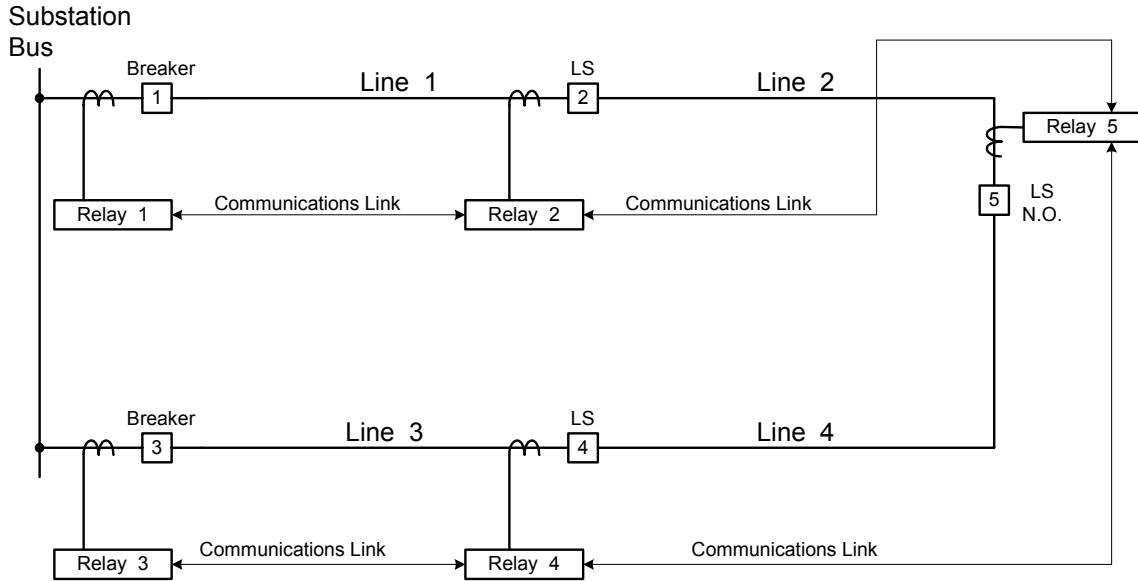 Substation
Bus
Breaker
1
Line 1
LS
2
Line 2
Relay 5
Relay 1
Communications Link
Relay 2
Communications Link
5
LS
N.O.
Breaker
3
Line 3
LS
4
Line 4
Relay 3
Communications Link
Relay 4
Communications Link